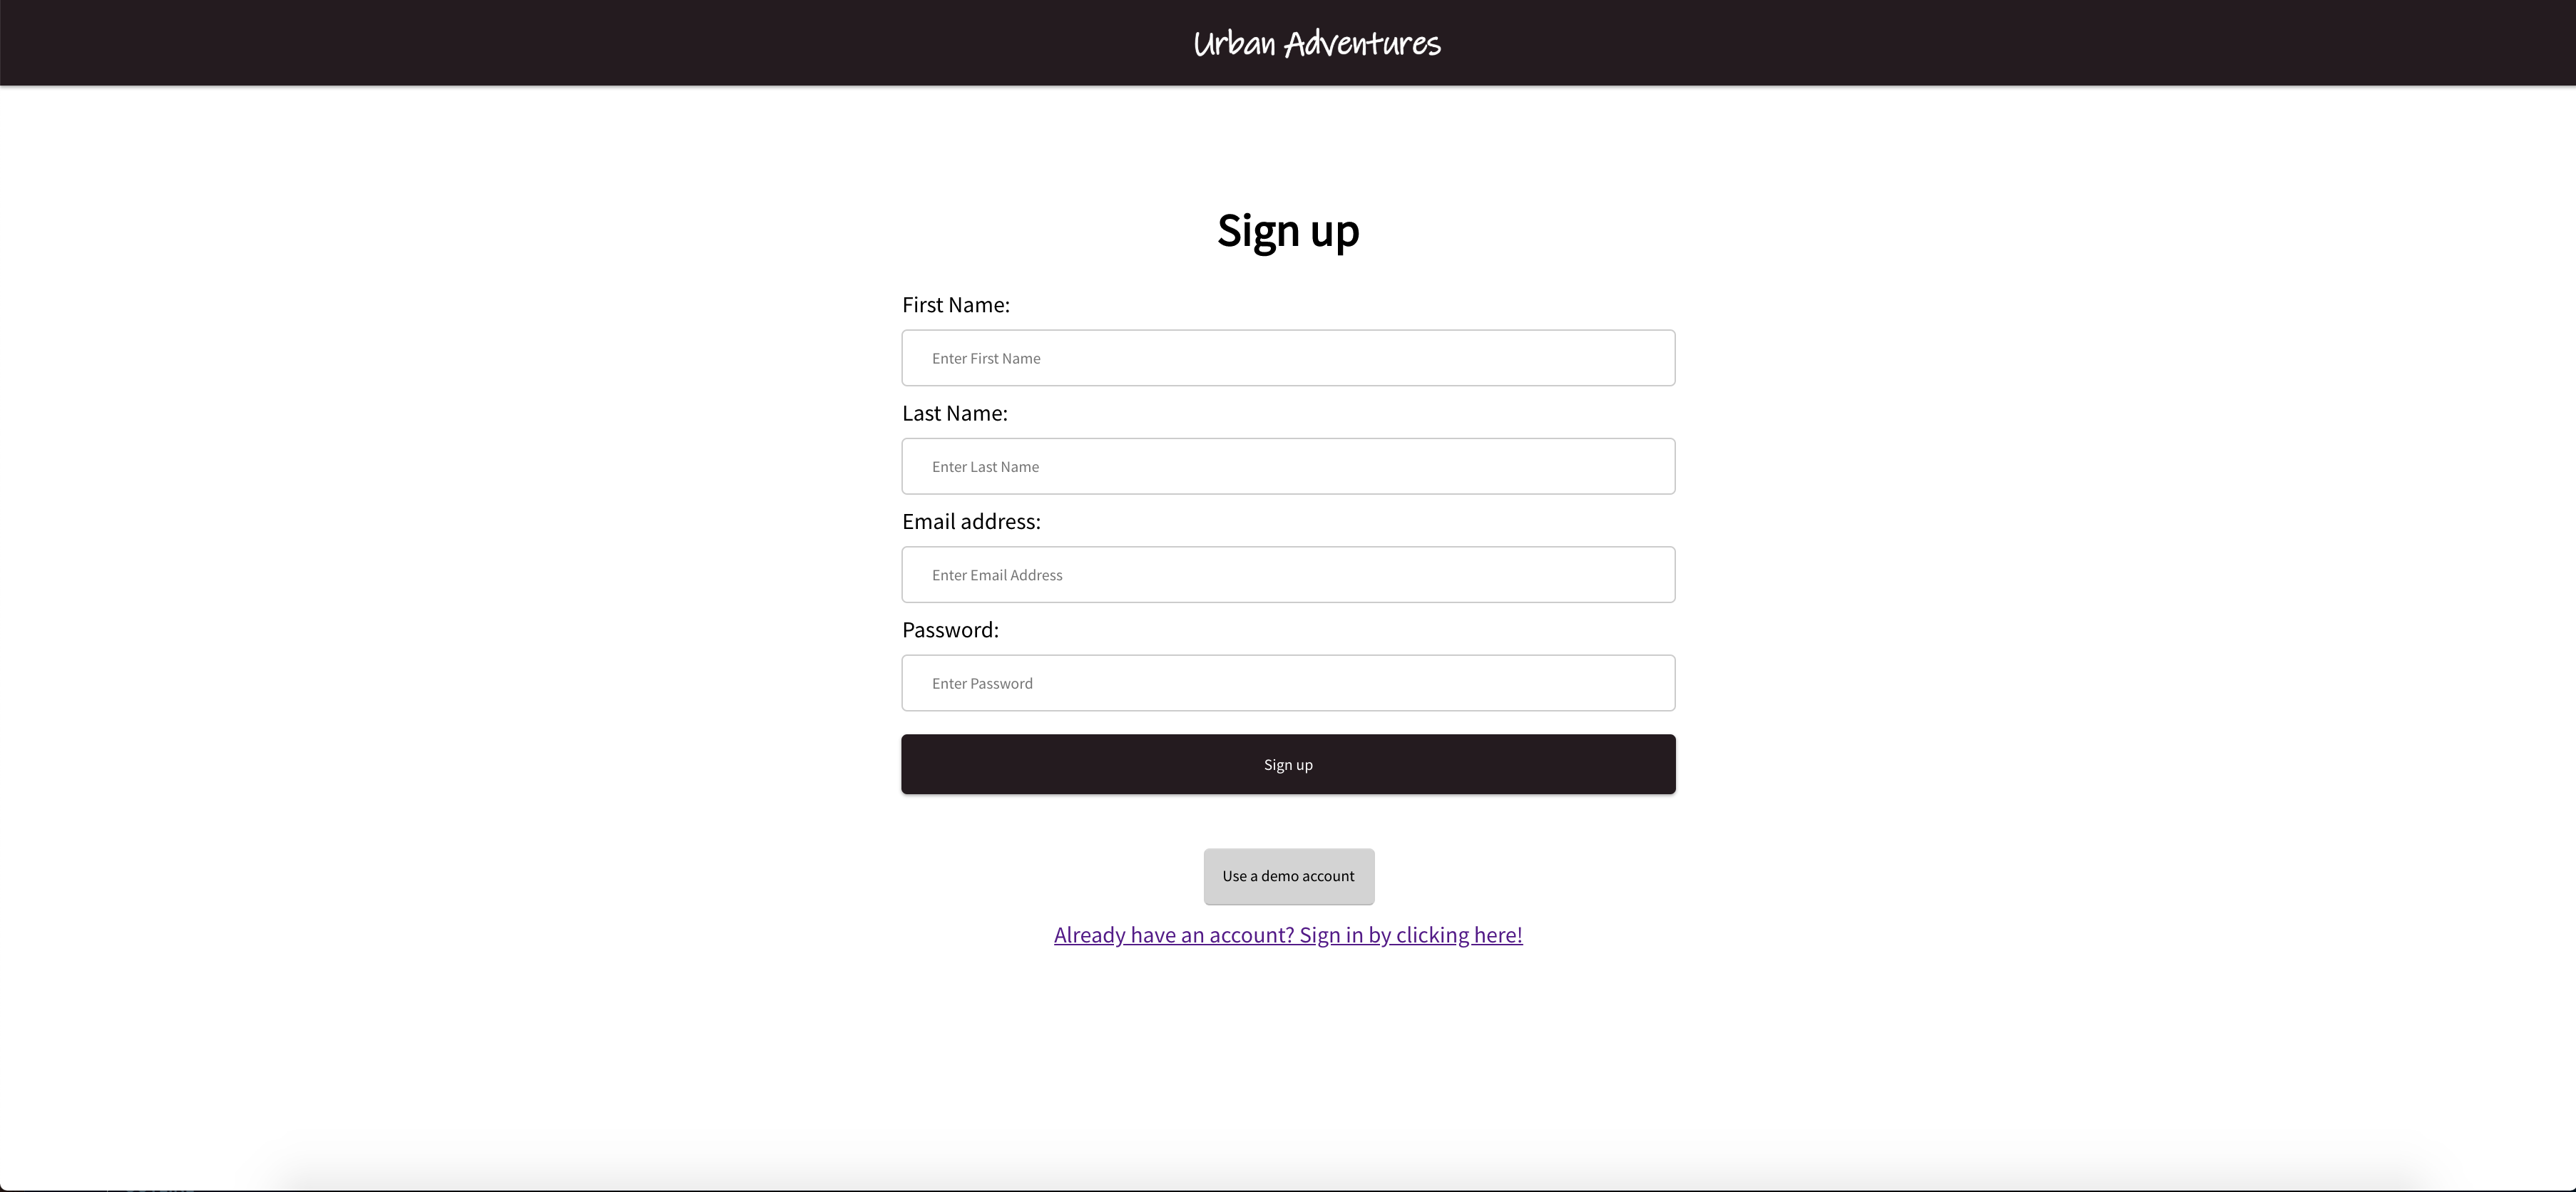 Urban Adventures
Sign up
First Name:
Enter First Name
Last Name:
Enter Last Name
Email address:
Enter Email Address
Password:
Enter Password
Sign up
Use a demo account
Already have an account? Sign in by clicking here!